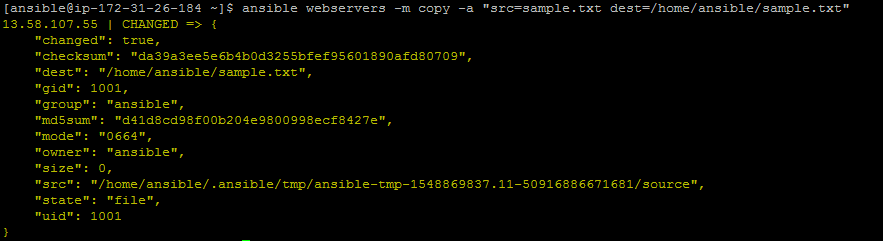 [ansible@ip-172-31-26-184 ~]$ ansible webservers -m copy -a "src=sample.txt dest=/home/ansible/sample.txt"
13.58.107.55 | CHANGED => {
    "changed": true,
    "checksum": "da39a3ee5e6b4b0d3255bfef95601890afd80709",
    "dest": "/home/ansible/sample.txt",
    "gid": 1001,
    "group": "ansible",
    "md5sum": "d41d8cd98f00b204e9800998ecf8427e",
    "mode": "0664",
    "owner": "ansible",
    "size": 0,
    "src": "/home/ansible/.ansible/tmp/ansible-tmp-1548869837.11-50916886671681/source",
    "state": "file",
    "uid": 1001
}